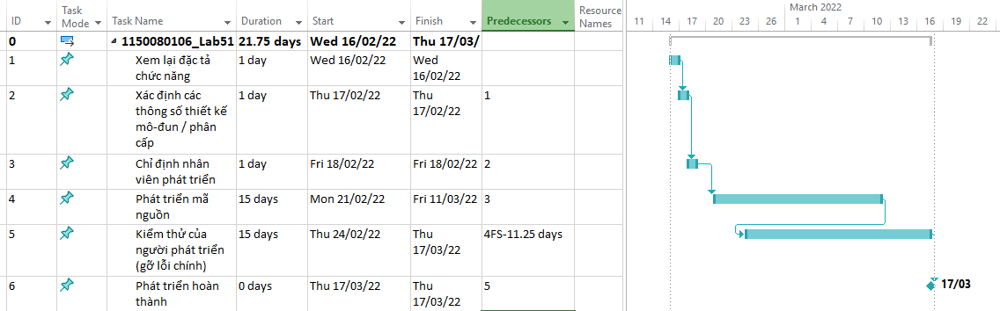 ID Task Mode Task Name Duration Start Finish Predecessors Resource Names
March 2022
11 14 17 20 23 26 1 4 7 10 13 16 19
0 1150080106_Lab51 21.75 days Wed 16/02/22 Thu 17/03/
1 Xem lại đặc tả chức năng 1 day Wed 16/02/22 Wed 16/02/22
2 Xác định các thông số thiết kế mô-đun / phân cấp 1 day Thu 17/02/22 Thu 17/02/22 1
3 Chỉ định nhân viên phát triển 1 day Fri 18/02/22 Fri 18/02/22 2
4 Phát triển mã nguồn 15 days Mon 21/02/22 Fri 11/03/22 3
5 Kiểm thử của người phát triển (gỡ lỗi chính) 15 days Thu 24/02/22 Thu 17/03/22 4FS-11.25 days
6 Phát triển hoàn thành 0 days Thu 17/03/22 Thu 17/03/22 5
17/03